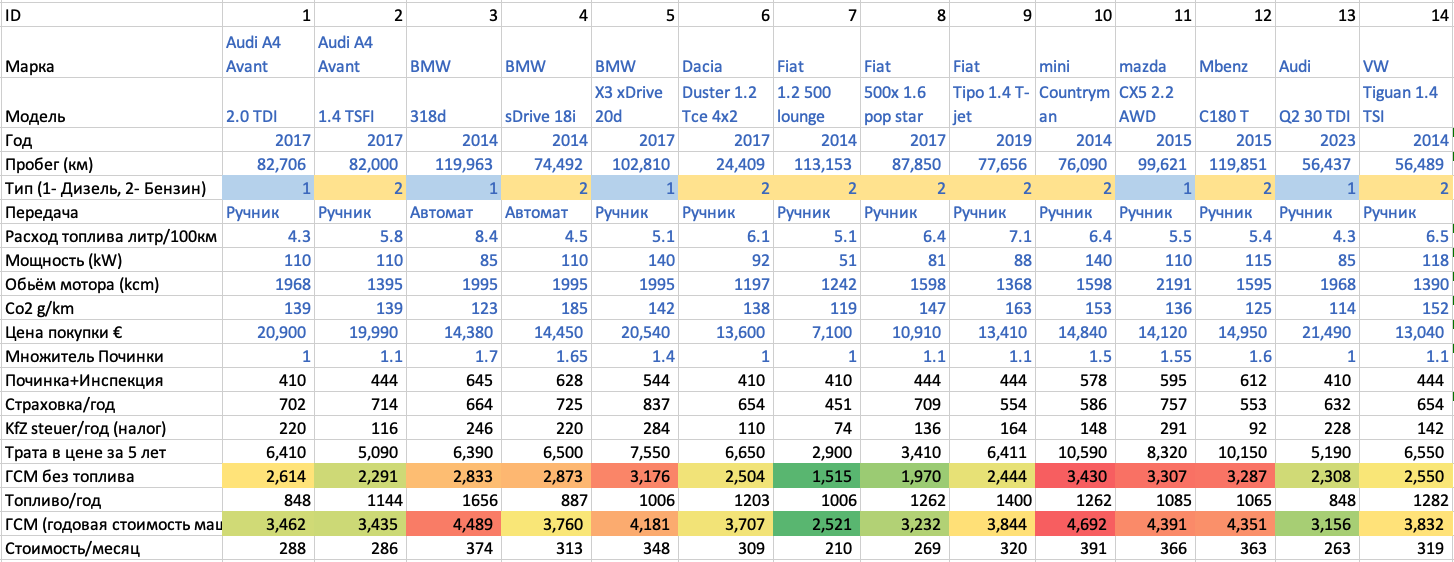 ID 1 2 3 4 5 6 7 8 9 10 11 12 13 14
Марка Audi A4 Avant Audi A4 Avant BMW BMW BMW Dacia Fiat Fiat Fiat mini mazda Mbenz Audi VW
Модель 2.0 TDI 1.4 TSFI 318d sDrive 18i X3 xDrive 20d Duster 1.2 Tce 4x2 1.2 500 lounge 500x 1.6 pop star Tipo 1.4 T-jet Countryman CX5 2.2 AWD C180 T Q2 30 TDI Tiguan 1.4 TSI
Год 2017 2017 2014 2014 2017 2017 2014 2017 2019 2014 2015 2015 2023 2014
Пробег (км) 82,706 82,000 119,963 74,492 102,810 24,409 113,153 87,850 77,656 76,090 99,621 119,851 56,437 56,489
Тип (1- Дизель, 2- Бензин) 1 2 1 2 1 2 2 2 2 2 1 2 1 2
Передача Ручник Ручник Автомат Автомат Ручник Ручник Ручник Ручник Ручник Ручник Ручник Ручник Ручник Ручник
Расход топлива литр/100км 4.3 5.8 8.4 4.5 5.1 6.1 5.1 6.4 7.1 6.4 5.5 5.4 4.3 6.5
Мощность (kW) 110 110 85 110 140 92 51 81 88 140 110 115 85 118
Обьём мотора (kcm) 1968 1395 1995 1995 1995 1197 1242 1598 1368 1598 2191 1595 1968 1390
Co2 g/km 139 139 123 185 142 138 119 147 163 153 136 125 114 152
Цена покупки € 20,900 19,990 14,380 14,450 20,540 13,600 7,100 10,910 13,410 14,840 14,120 14,950 21,490 13,040
Множитель Починки 1 1.1 1.7 1.65 1.4 1 1 1.1 1.1 1.5 1.55 1.6 1 1.1
Починка+Инспекция 410 444 645 628 544 410 410 444 444 578 595 612 410 444
Страховка/год 702 714 664 725 837 654 451 709 554 586 757 553 632 654
KfZ steuer/год (налог) 220 116 246 220 284 110 74 136 164 148 291 92 228 142
Трата в цене за 5 лет 6,410 5,090 6,390 6,500 7,550 6,650 2,900 3,410 6,411 10,590 8,320 10,150 5,190 6,550
ГСМ без топлива 2,614 2,291 2,833 2,873 3,176 2,504 1,515 1,970 2,444 3,430 3,307 3,287 2,308 2,550
Топливо/год 848 1144 1656 887 1006 1203 1006 1262 1400 1262 1085 1065 848 1282
ГСМ (годовая стоимость маш 3,462 3,435 4,489 3,760 4,181 3,707 2,521 3,232 3,844 4,692 4,391 4,351 3,156 3,832
Стоимость/месяц 288 286 374 313 348 309 210 269 320 391 366 363 263 319